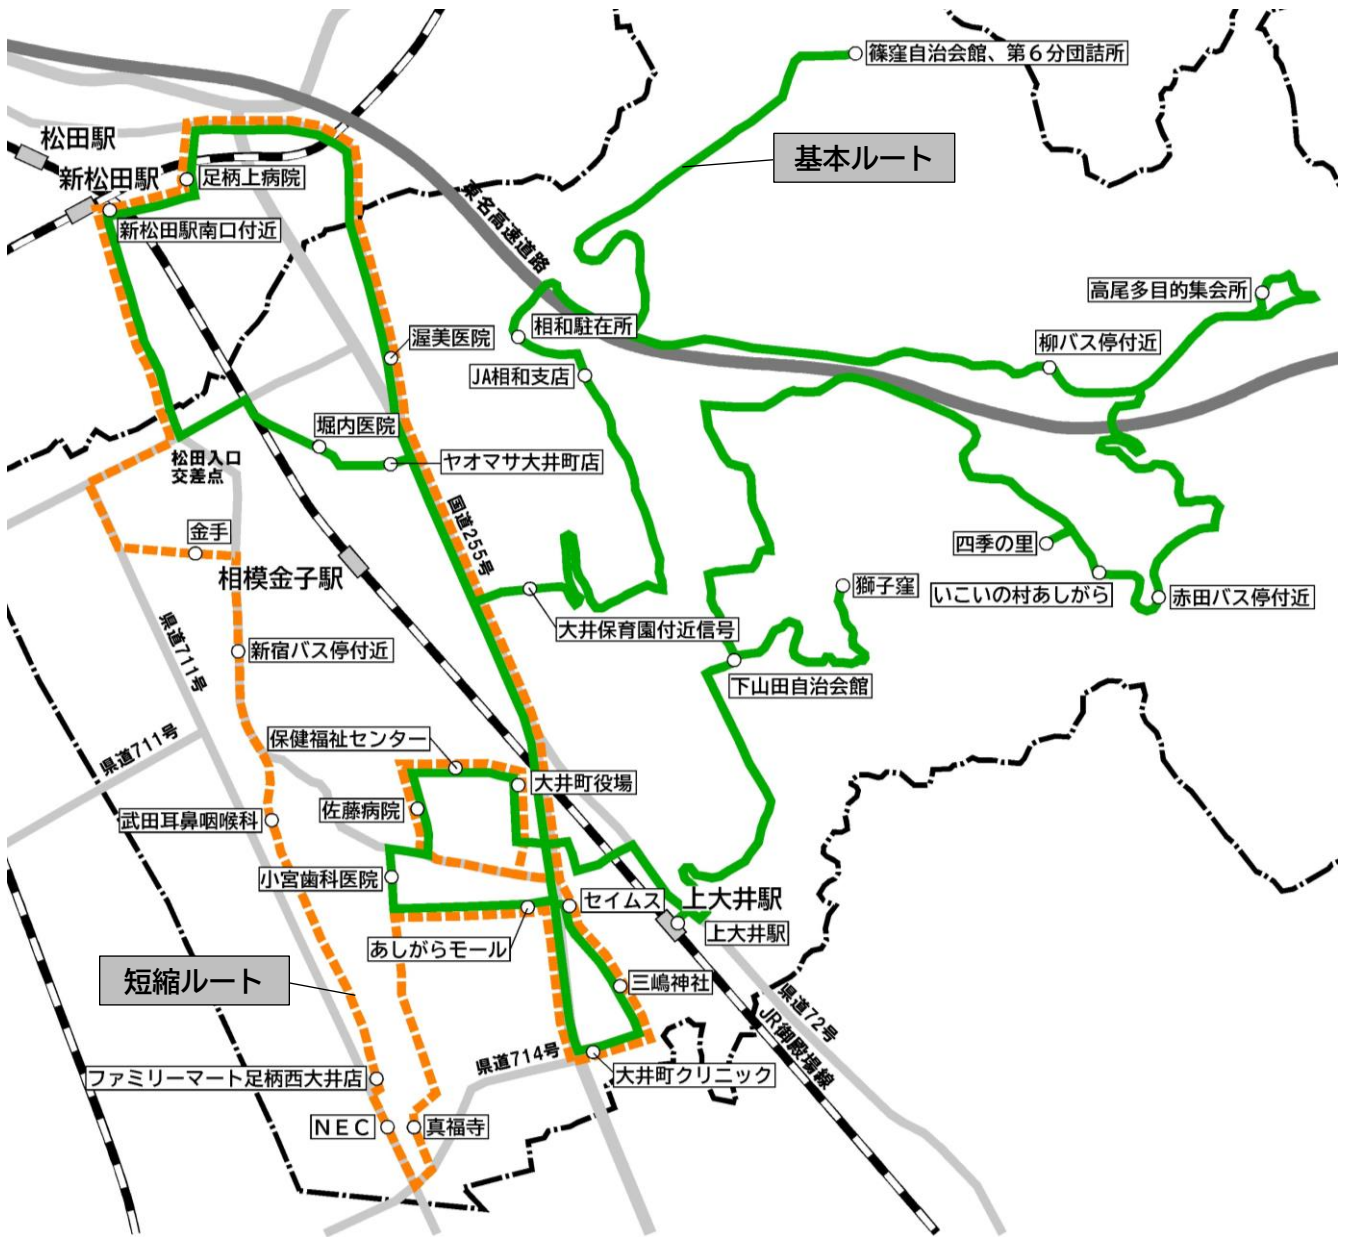 篠窪自治会館、第６分団詰所
松田駅
基本ルート
新松田駅
足柄上病院
東名高速道路
新松田駅南口付近
高尾多目的集会所
相和駐在所
渥美医院
柳バス停付近
JA相和支店
堀内医院
松田入口
交差点
ヤオマサ大井町店
国道255号
金手
四季の里
相模金子駅
獅子窪
いこいの村あしがら
赤田バス停付近
県道711号
大井保育園付近信号
新宿バス停付近
下山田自治会館
県道711号
保健福祉センター
大井町役場
佐藤病院
武田耳鼻咽喉科
小宮歯科医院
セイムス
上大井駅
上大井駅
あしがらモール
短縮ルート
三嶋神社
県道72号
JR御殿場線
県道714号
大井町クリニック
ファミリーマート足柄西大井店
ＮＥＣ
真福寺